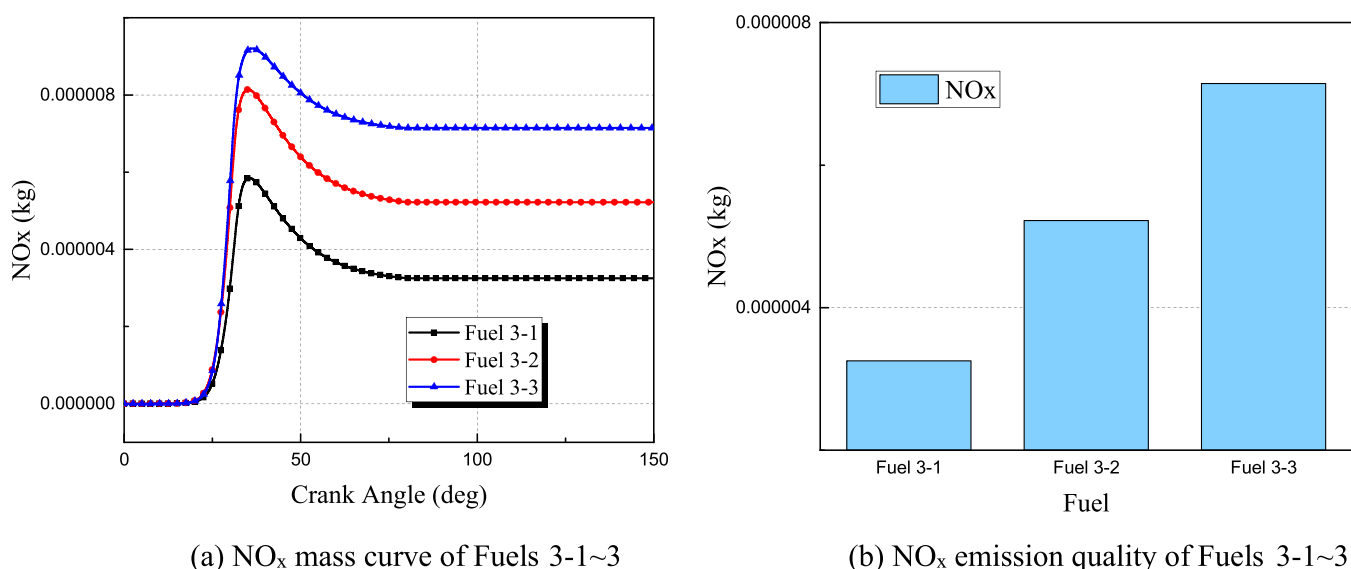 0.000008
0.000004
0.000000
NOx (kg)
0
50
100
150
Crank Angle (deg)
Fuel 3-1
Fuel 3-2
Fuel 3-3
(a) NOₓ mass curve of Fuels 3-1~3
0.000008
0.000004
NOx (kg)
NOx
Fuel 3-1
Fuel 3-2
Fuel 3-3
Fuel
(b) NOₓ emission quality of Fuels 3-1~3